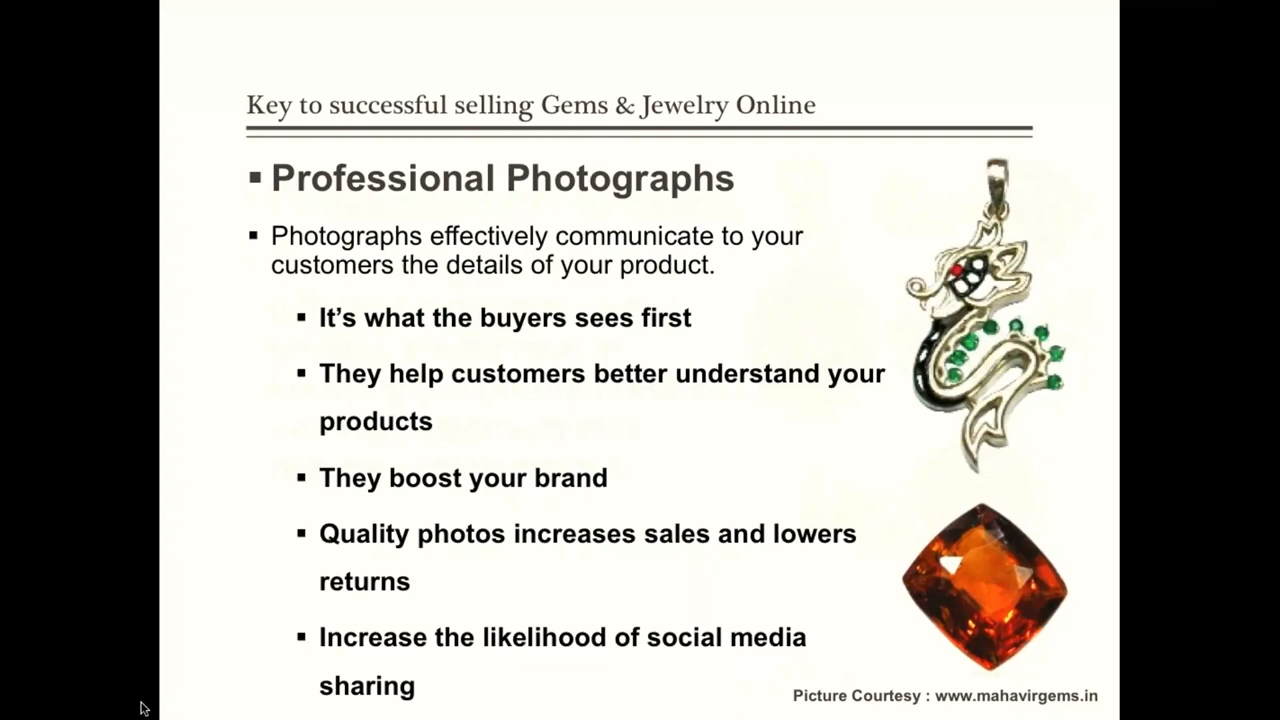 Key to successful selling Gems & Jewelry Online
▪ Professional Photographs
▪ Photographs effectively communicate to your
customers the details of your product.
▪ It’s what the buyers sees first
▪ They help customers better understand your
products
▪ They boost your brand
▪ Quality photos increases sales and lowers
returns
▪ Increase the likelihood of social media
sharing
Picture Courtesy : www.mahavirgems.in